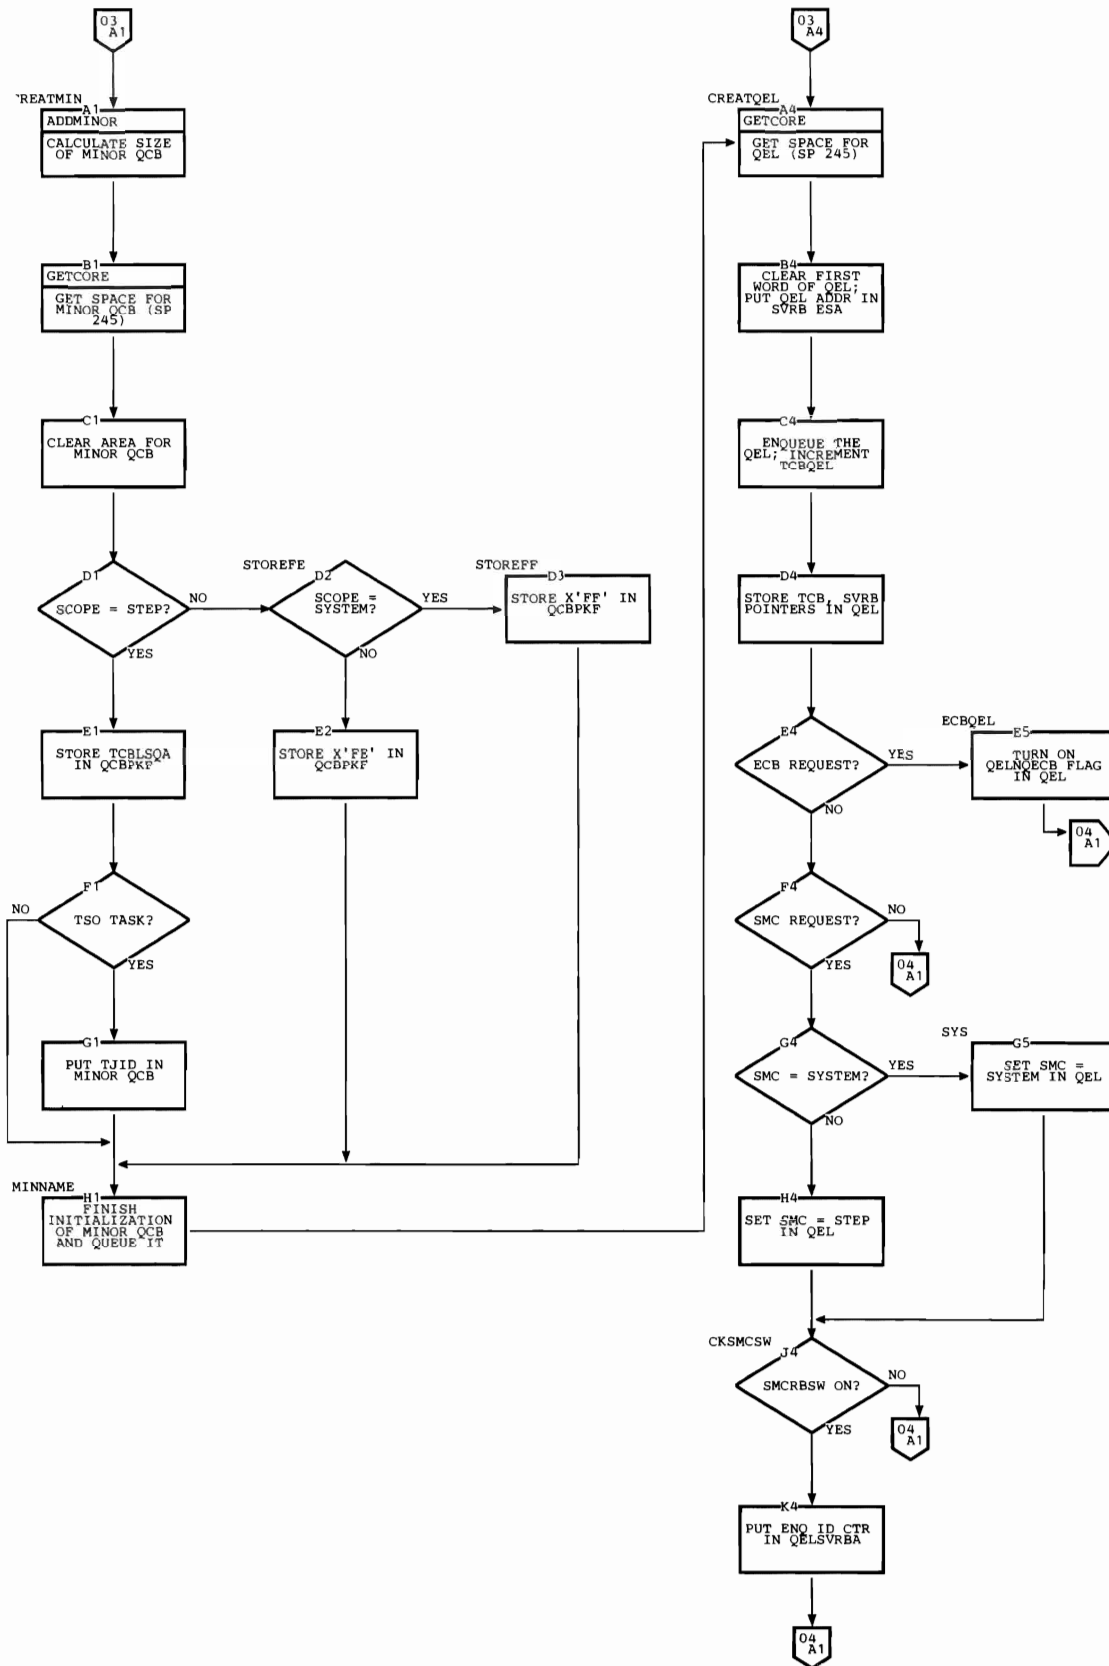 03
A1
'REATMIN
A1
ADDMINOR
CALCULATE SIZE
OF MINOR QCB
B1
GETCORE
GET SPACE FOR
MINOR QCB (SP
245)
C1
CLEAR AREA FOR
MINOR QCB
D1
SCOPE = STEP?
NO
YES
STOREFE
D2
SCOPE =
SYSTEM?
YES
NO
STOREFF
D3
STORE X'FF' IN
QCBPKF
E1
STORE TCBLSQA
IN QCBPKF
E2
STORE X'FE' IN
QCBPKF
F1
NO
TSO TASK?
YES
G1
PUT TJID IN
MINOR QCB
MINNAME
H1
FINISH
INITIALIZATION
OF MINOR QCB
AND QUEUE IT
03
A4
CREATQEL
A4
GETCORE
GET SPACE FOR
QEL (SP 245)
B4
CLEAR FIRST
WORD OF QEL;
PUT QEL ADDR IN
SVRB ESA
C4
ENQUEUE THE
QEL; INCREMENT
TCBQEL
D4
STORE TCB, SVRB
POINTERS IN QEL
E4
ECB REQUEST?
YES
NO
ECBQEL
E5
TURN ON
QELNQECB FLAG
IN QEL
04
A1
F4
SMC REQUEST?
NO
YES
04
A1
G4
SMC = SYSTEM?
YES
NO
SYS
G5
SET SMC =
SYSTEM IN QEL
H4
SET SMC = STEP
IN QEL
CKSMCSW
J4
SMCRBSW ON?
NO
YES
04
A1
K4
PUT ENQ ID CTR
IN QELSVRBA
04
A1